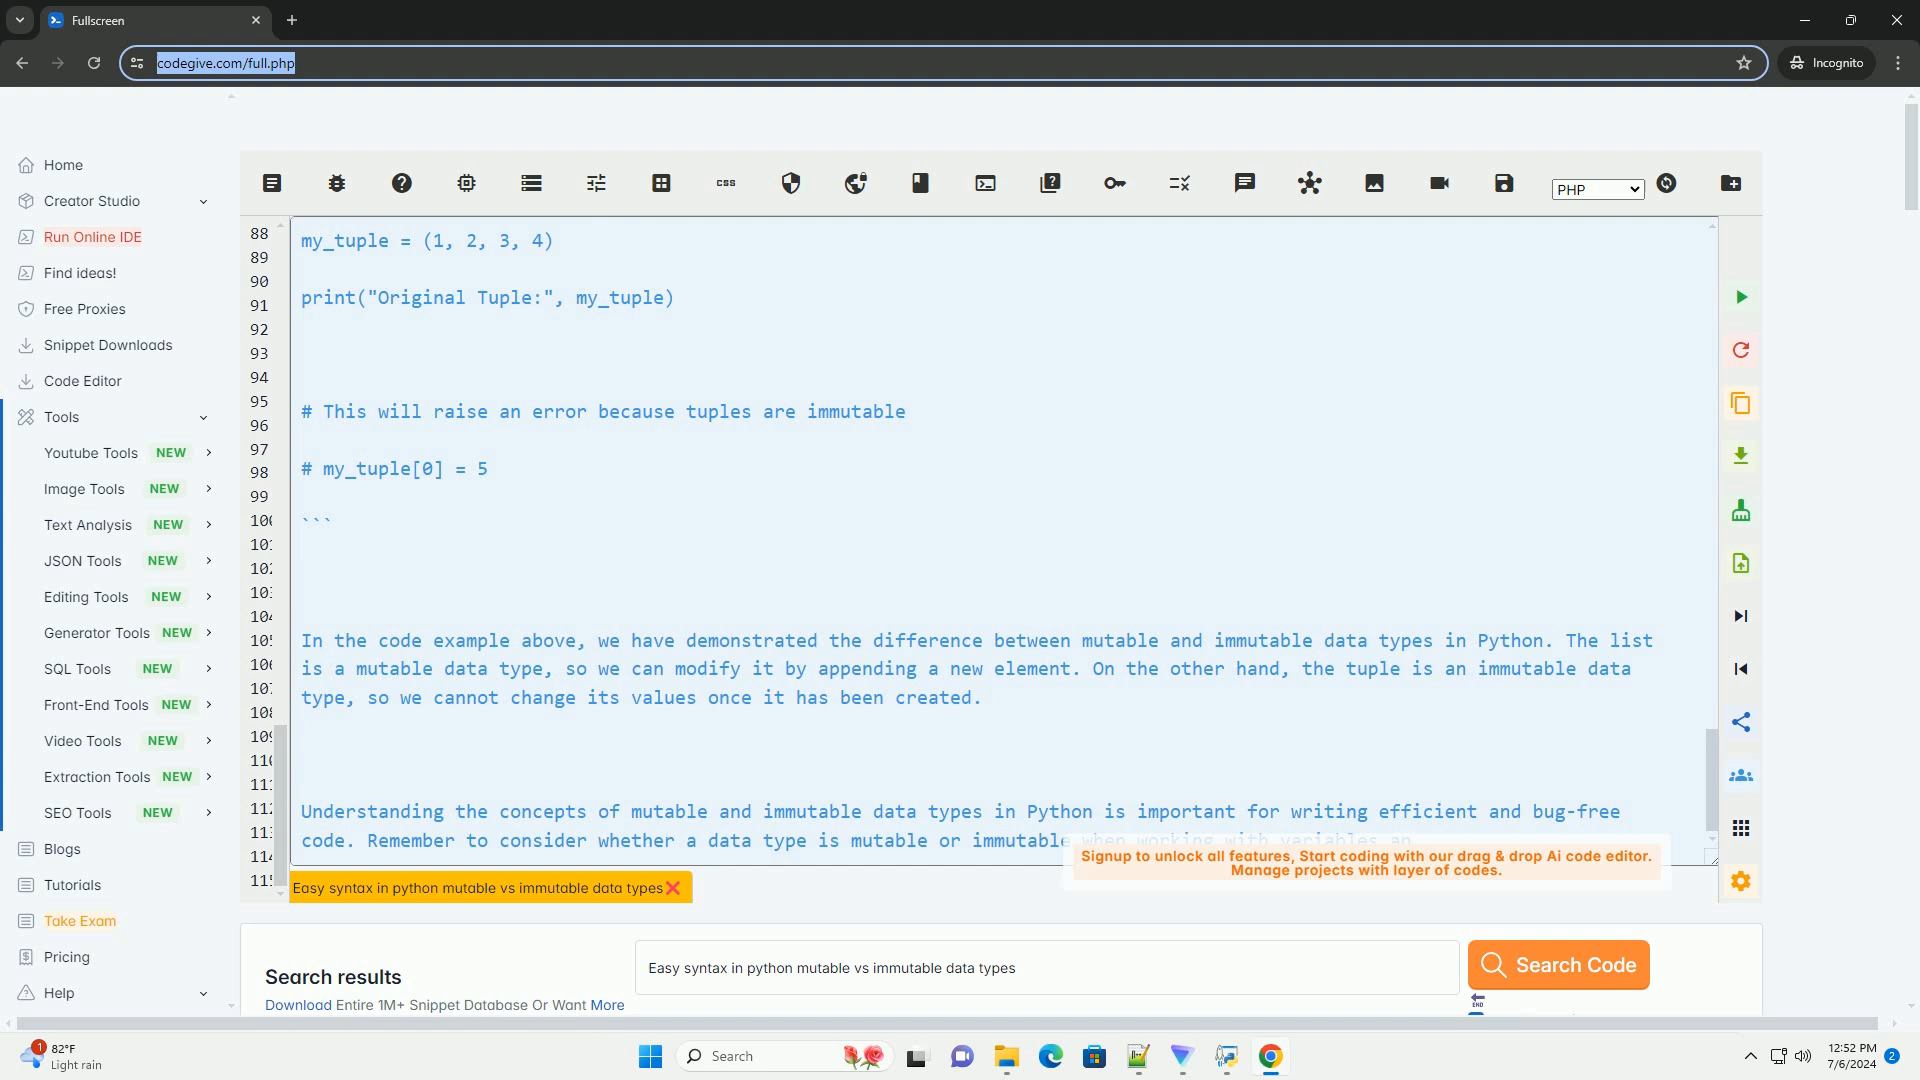 Fullscreen
codegive.com/full.php
Incognito
Home
Creator Studio
Run Online IDE
Find ideas!
Free Proxies
Snippet Downloads
Code Editor
Tools
Youtube Tools NEW
Image Tools NEW
Text Analysis NEW
JSON Tools NEW
Editing Tools NEW
Generator Tools NEW
SQL Tools NEW
Front-End Tools NEW
Video Tools NEW
Extraction Tools NEW
SEO Tools NEW
Blogs
Tutorials
Take Exam
Pricing
Help
css
PHP
88
89
90
91
92
93
94
95
96
97
98
99
my_tuple = (1, 2, 3, 4)
print("Original Tuple:", my_tuple)
# This will raise an error because tuples are immutable
# my_tuple[0] = 5
```
In the code example above, we have demonstrated the difference between mutable and immutable data types in Python. The list
is a mutable data type, so we can modify it by appending a new element. On the other hand, the tuple is an immutable data
type, so we cannot change its values once it has been created.
Understanding the concepts of mutable and immutable data types in Python is important for writing efficient and bug-free
code. Remember to consider whether a data type is mutable or immutable when working with variables an
Signup to unlock all features, Start coding with our drag & drop Ai code editor.
Manage projects with layer of codes.
Easy syntax in python mutable vs immutable data types
Search results
Easy syntax in python mutable vs immutable data types
Search Code
Download Entire 1M+ Snippet Database Or Want More
END
1
82°F
Light rain
Search
12:52 PM
7/6/2024
2